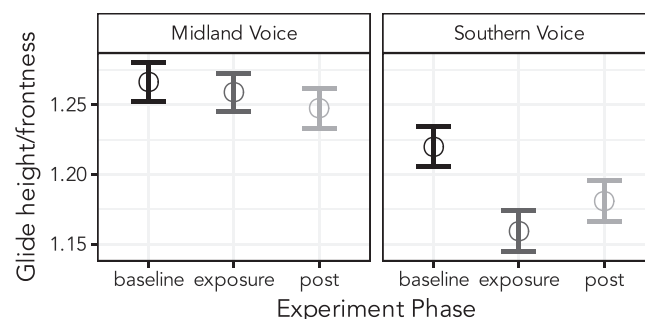 Midland Voice Southern Voice
Glide height/frontness
1.25
1.20
1.15
baseline exposure post baseline exposure post
Experiment Phase